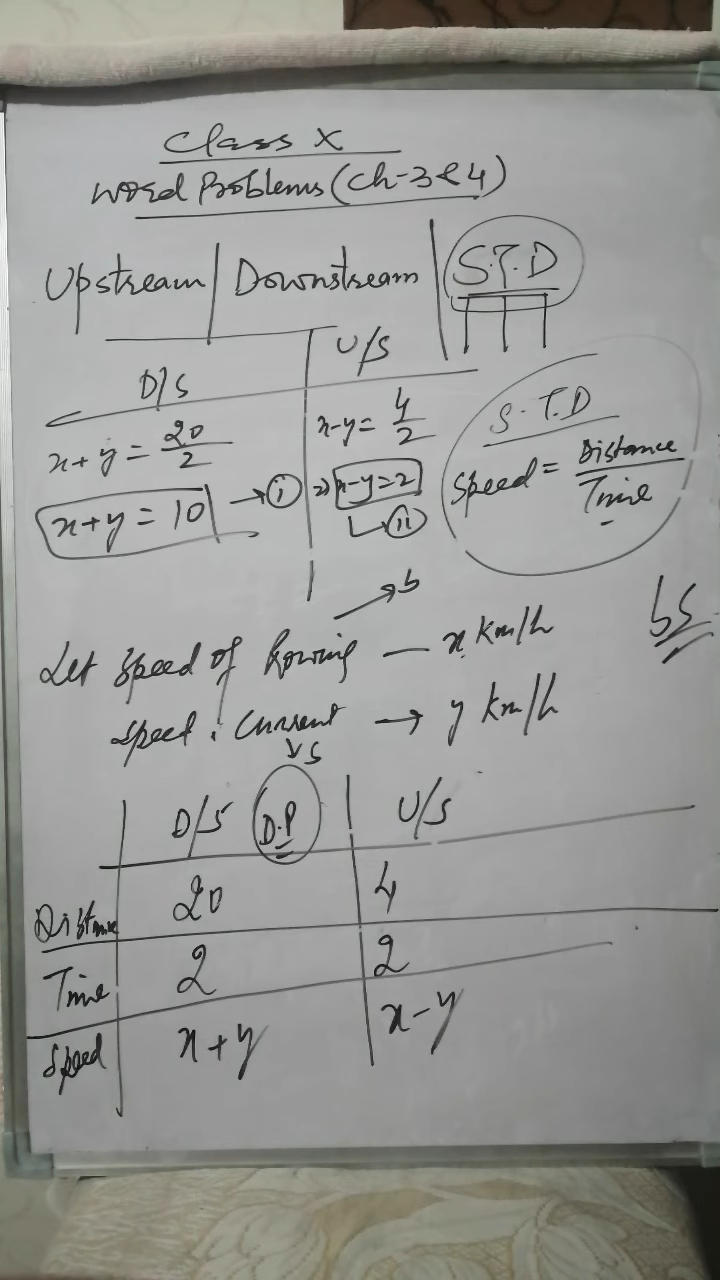 Class X
Word Problems (Ch-3 & 4)
Upstream | Downstream | S.T.D
D/S U/S
x+y = 20/2 x-y = 4/2
x+y = 10 → (i) ⇒ x-y=2
(ii)
S.T.D
Speed = Distance/Time
Let Speed of Rowing — x km/h
Speed : Current → y km/h
D/S D.P U/S
Distance 20 4
Time 2 2
Speed x+y x-y